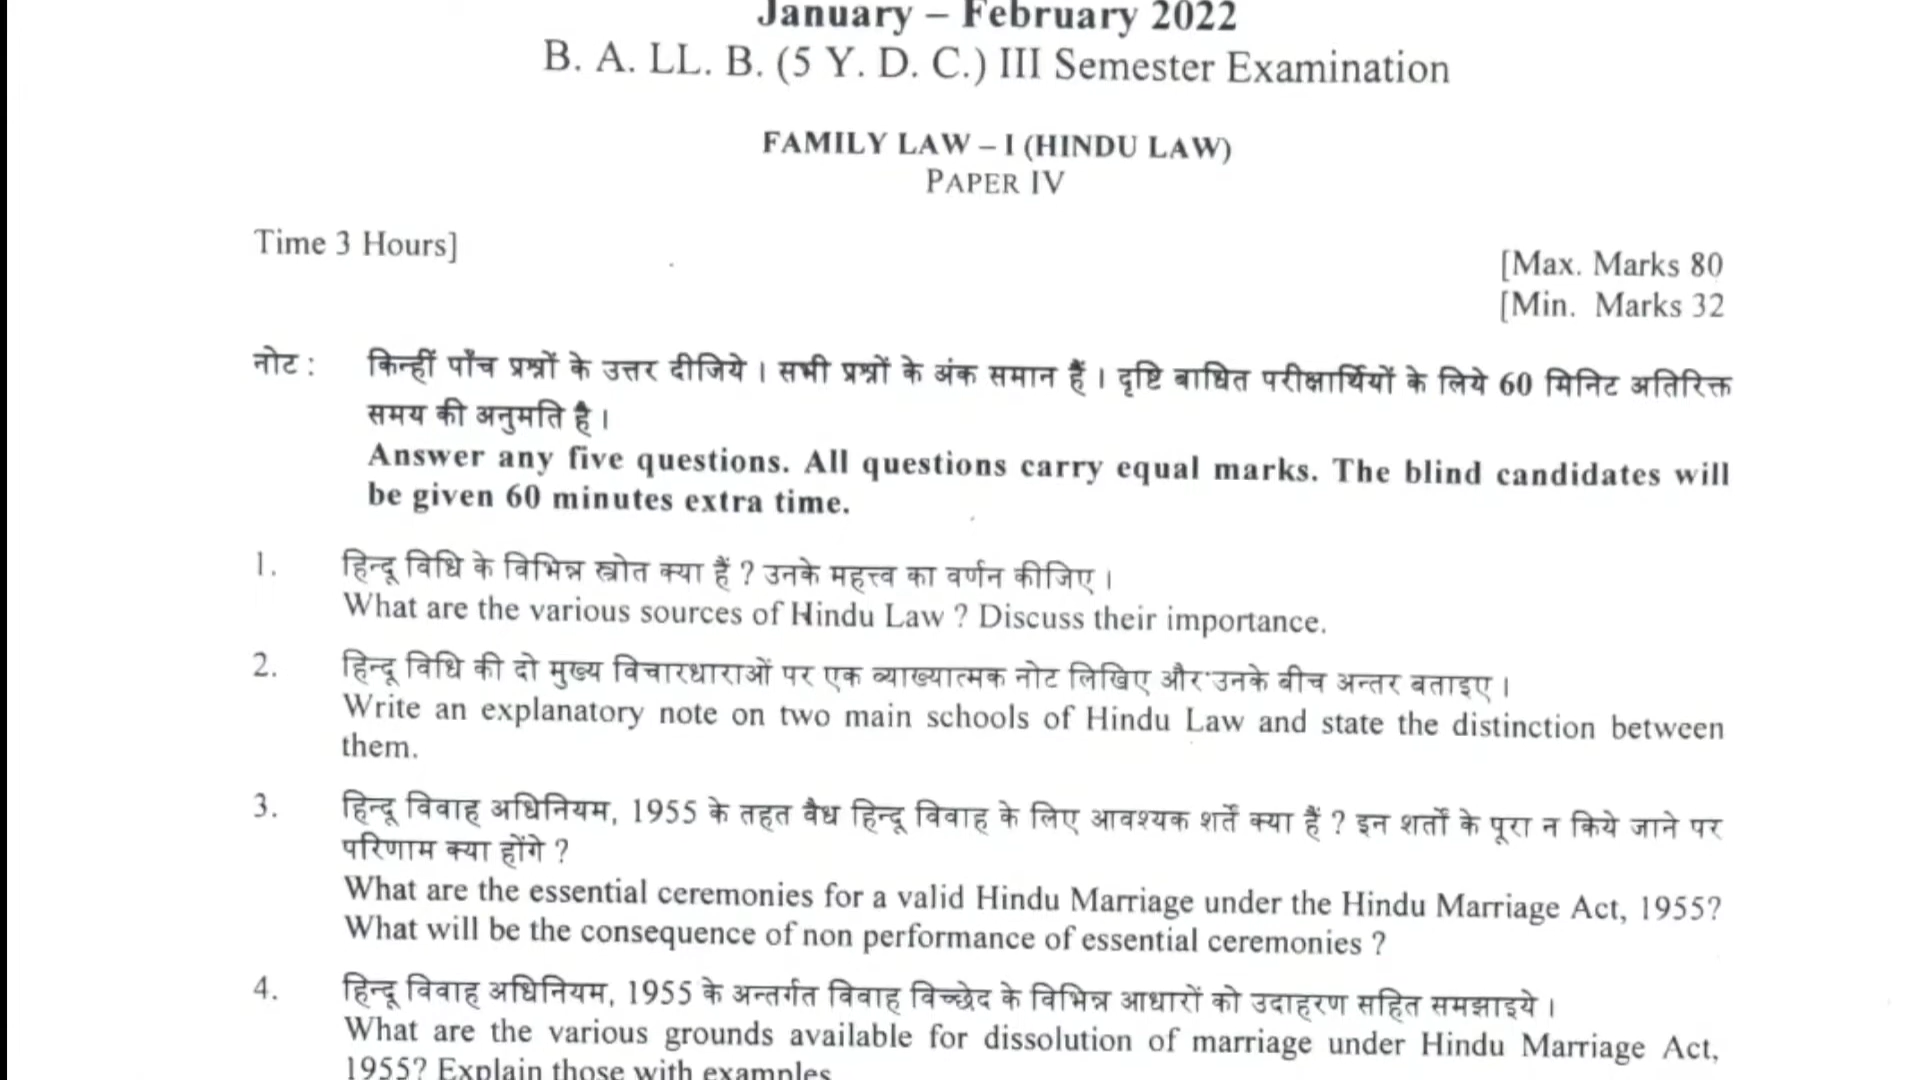 January – February 2022
B. A. LL. B. (5 Y. D. C.) III Semester Examination
FAMILY LAW – I (HINDU LAW)
PAPER IV
Time 3 Hours]
[Max. Marks 80
[Min. Marks 32
नोट : किन्हीं पाँच प्रश्नों के उत्तर दीजिये । सभी प्रश्नों के अंक समान हैं । दृष्टि बाधित परीक्षार्थियों के लिये 60 मिनिट अतिरिक्त
समय की अनुमति है ।
Answer any five questions. All questions carry equal marks. The blind candidates will
be given 60 minutes extra time.
1. हिन्दू विधि के विभिन्न स्त्रोत क्या हैं ? उनके महत्त्व का वर्णन कीजिए ।
What are the various sources of Hindu Law ? Discuss their importance.
2. हिन्दू विधि की दो मुख्य विचारधाराओं पर एक व्याख्यात्मक नोट लिखिए और उनके बीच अन्तर बताइए ।
Write an explanatory note on two main schools of Hindu Law and state the distinction between
them.
3. हिन्दू विवाह अधिनियम, 1955 के तहत वैध हिन्दू विवाह के लिए आवश्यक शर्तें क्या हैं ? इन शर्तों के पूरा न किये जाने पर
परिणाम क्या होंगे ?
What are the essential ceremonies for a valid Hindu Marriage under the Hindu Marriage Act, 1955?
What will be the consequence of non performance of essential ceremonies ?
4. हिन्दू विवाह अधिनियम, 1955 के अन्तर्गत विवाह विच्छेद के विभिन्न आधारों को उदाहरण सहित समझाइये ।
What are the various grounds available for dissolution of marriage under Hindu Marriage Act,
1955? Explain those with examples